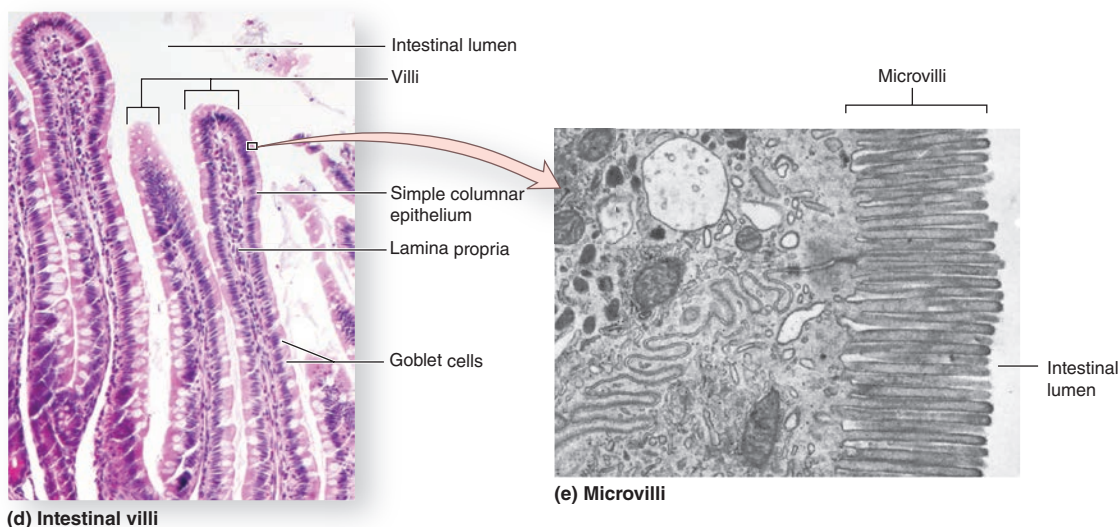 Intestinal lumen
Villi
Simple columnar
epithelium
Lamina propria
Goblet cells
(d) Intestinal villi
Microvilli
Intestinal
lumen
(e) Microvilli